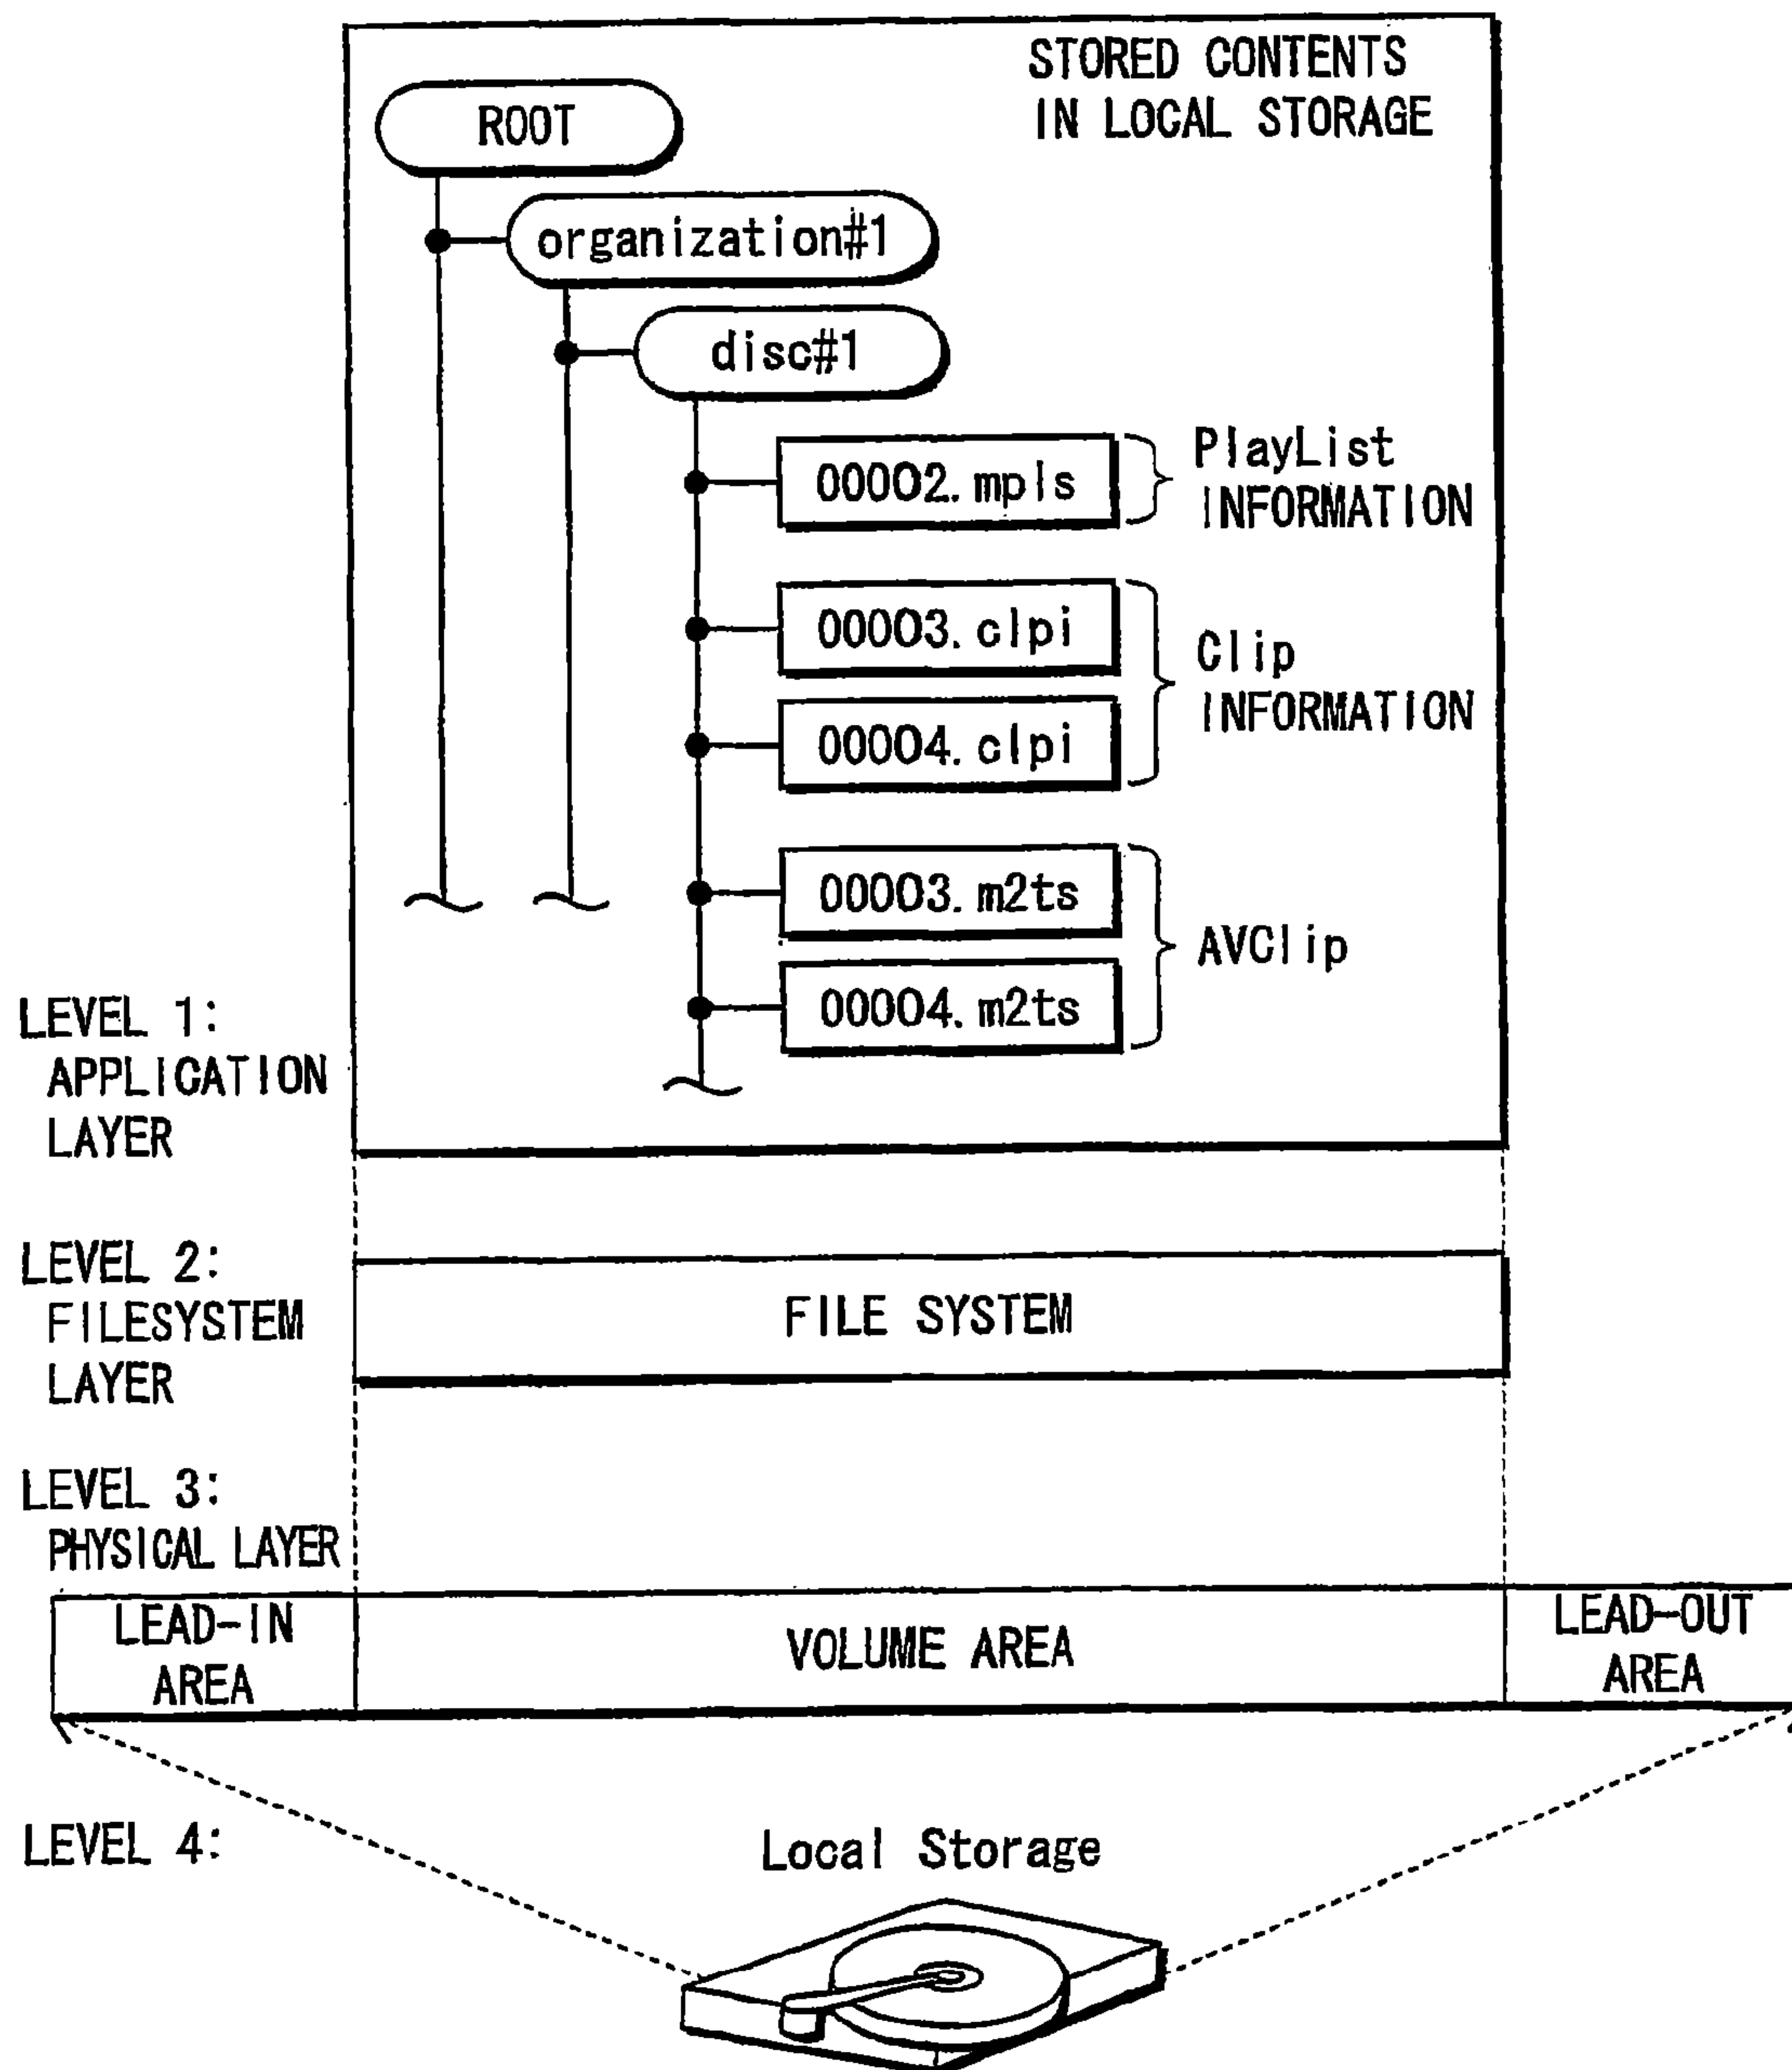 STORED CONTENTS
IN LOCAL STORAGE
ROOT
organization#1
disc#1
00002.mpls
PlayList
INFORMATION
00003.clpi
Clip
INFORMATION
00004.clpi
00003.m2ts
AVClip
00004.m2ts
LEVEL 1:
APPLICATION
LAYER
LEVEL 2:
FILESYSTEM
LAYER
FILE SYSTEM
LEVEL 3:
PHYSICAL LAYER
LEAD-IN
AREA
VOLUME AREA
LEAD-OUT
AREA
LEVEL 4:
Local Storage